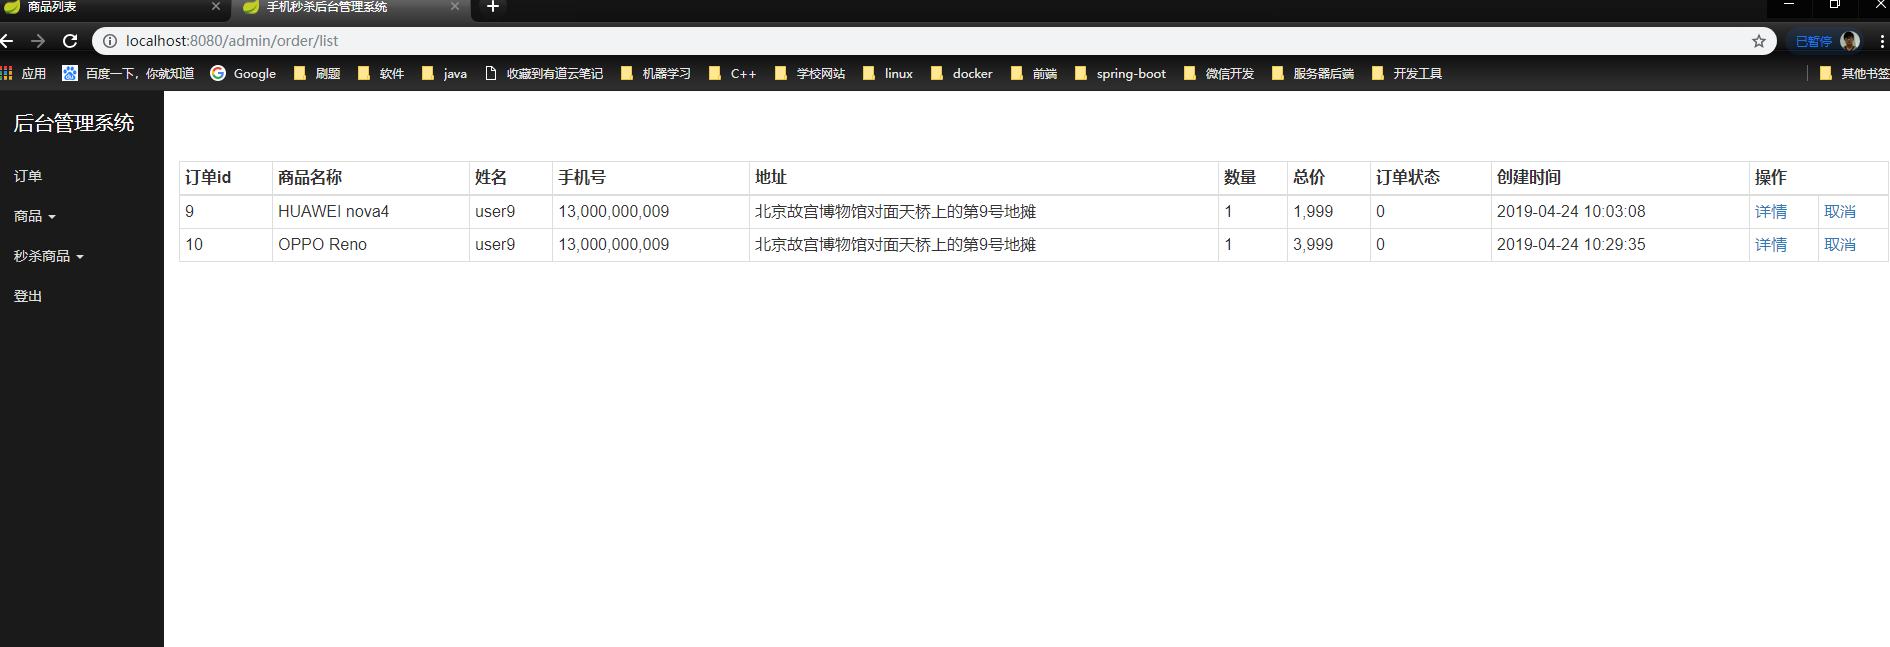 商品列表 手机秒杀后台管理系统
localhost:8080/admin/order/list 已暂停
应用 百度一下，你就知道 Google 刷题 软件 java 收藏到有道云笔记 机器学习 C++ 学校网站 linux docker 前端 spring-boot 微信开发 服务器后端 开发工具 其他书签
后台管理系统
订单
商品
秒杀商品
登出
订单id 商品名称 姓名 手机号 地址 数量 总价 订单状态 创建时间 操作
9 HUAWEI nova4 user9 13,000,000,009 北京故宫博物馆对面天桥上的第9号地摊 1 1,999 0 2019-04-24 10:03:08 详情 取消
10 OPPO Reno user9 13,000,000,009 北京故宫博物馆对面天桥上的第9号地摊 1 3,999 0 2019-04-24 10:29:35 详情 取消